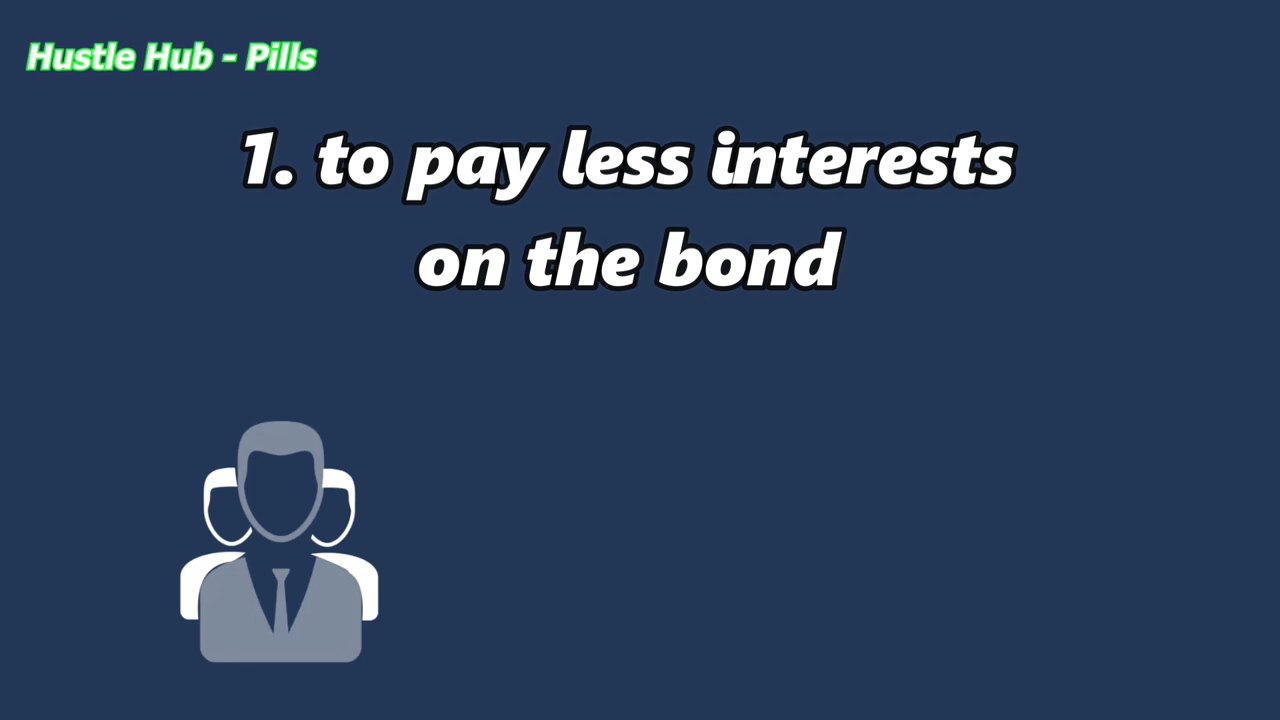 Hustle Hub - Pills
1. to pay less interests
on the bond